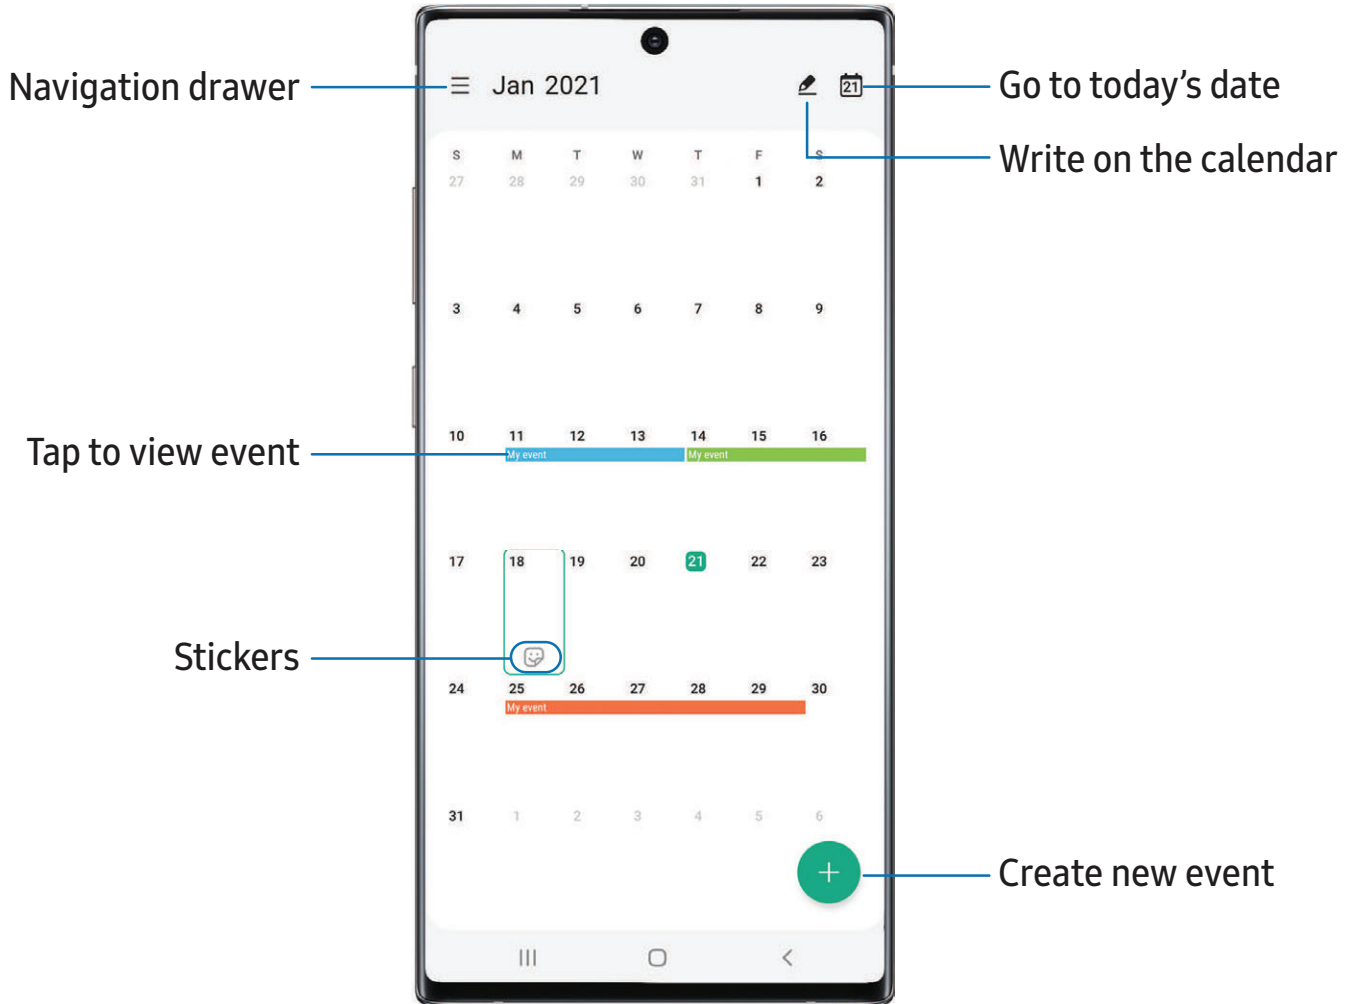 Navigation drawer
Jan 2021
21
Go to today's date
Write on the calendar
S M T W T F S
27 28 29 30 31 1 2
3 4 5 6 7 8 9
10 11 12 13 14 15 16
Tap to view event
My event My event
17 18 19 20 21 22 23
Stickers
24 25 26 27 28 29 30
My event
31 1 2 3 4 5 6
Create new event